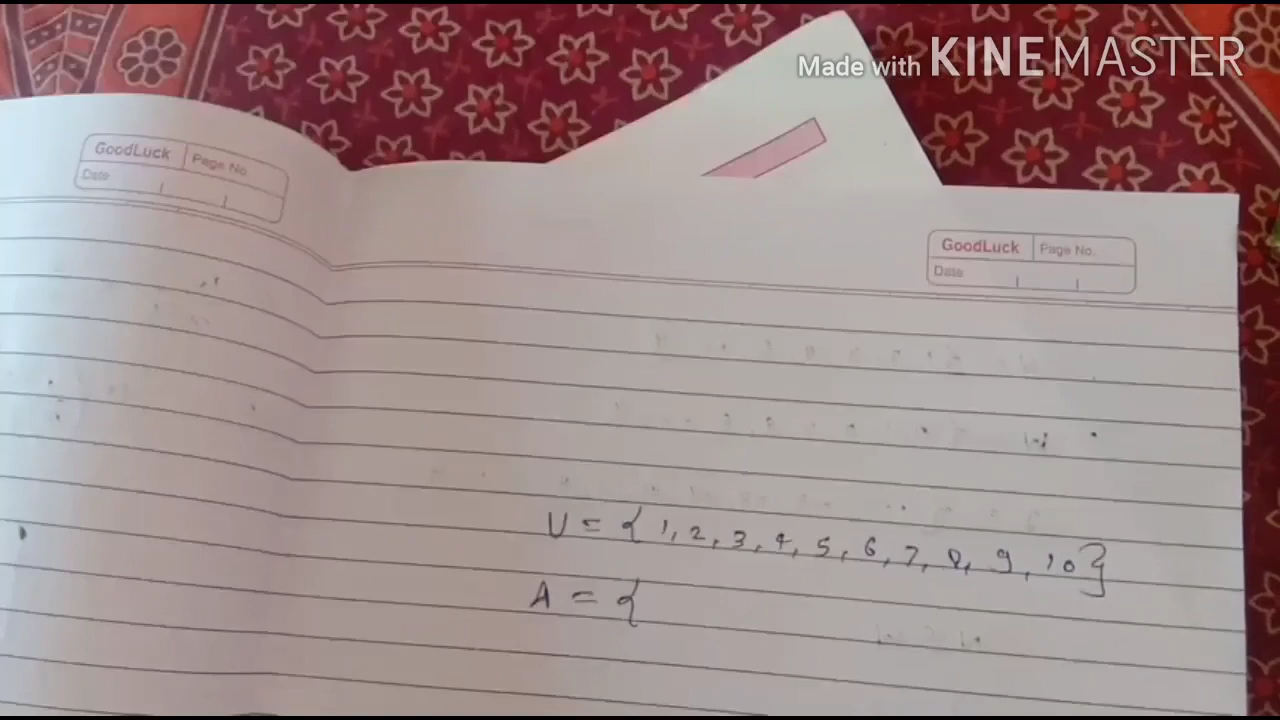 Made with KINEMASTER
GoodLuck Page No.
Date
GoodLuck Page No.
Date
U = { 1, 2, 3, 4, 5, 6, 7, 8, 9, 10}
A = {